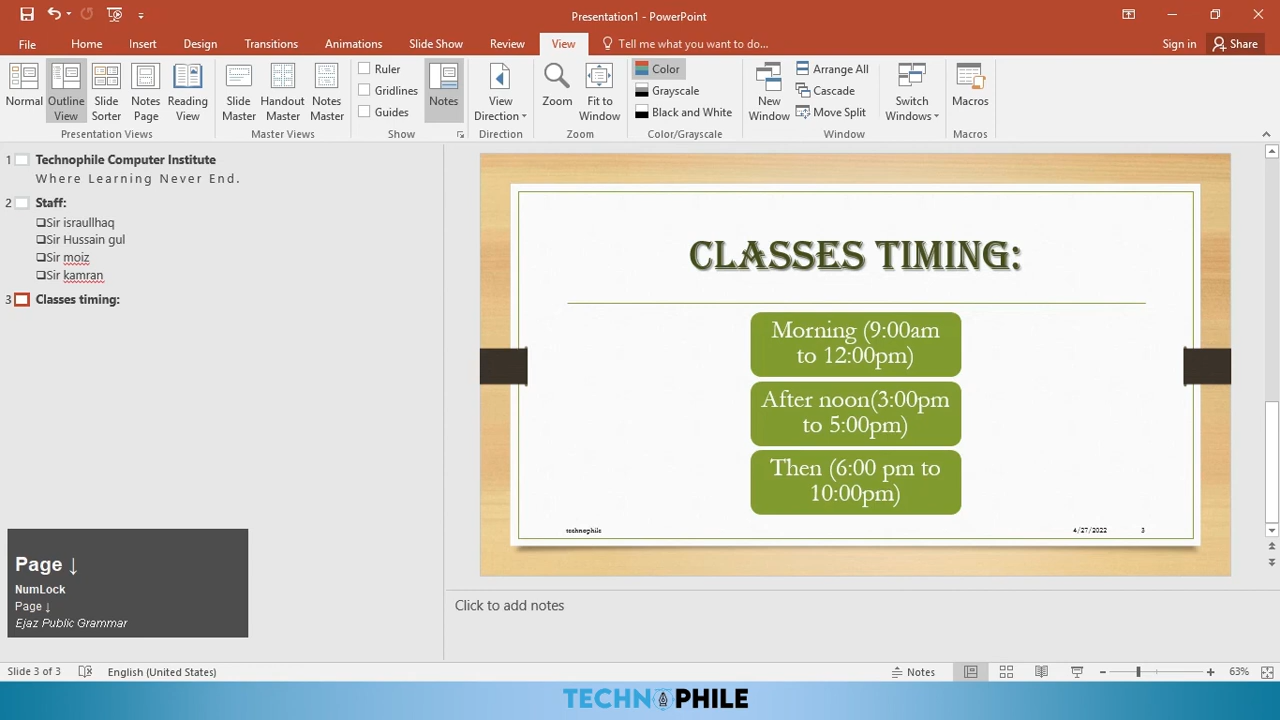 Presentation1 - PowerPoint
File Home Insert Design Transitions Animations Slide Show Review View Tell me what you want to do... Sign in Share
Normal Outline View Slide Sorter Notes Page Reading View
Presentation Views
Slide Master Handout Master Notes Master
Master Views
Ruler
Gridlines
Guides
Notes
Show
View Direction
Direction
Zoom Fit to Window
Zoom
Color
Grayscale
Black and White
Color/Grayscale
New Window
Arrange All
Cascade
Move Split
Switch Windows
Window
Macros
Macros
1 Technophile Computer Institute
Where Learning Never End.
2 Staff:
❑Sir israullhaq
❑Sir Hussain gul
❑Sir moiz
❑Sir kamran
3 Classes timing:
CLASSES TIMING:
Morning (9:00am
to 12:00pm)
After noon(3:00pm
to 5:00pm)
Then (6:00 pm to
10:00pm)
technophile 4/27/2022 3
Page ↓
NumLock
Page ↓
Ejaz Public Grammar
Click to add notes
Slide 3 of 3 English (United States) Notes 63%
TECHNOPHILE